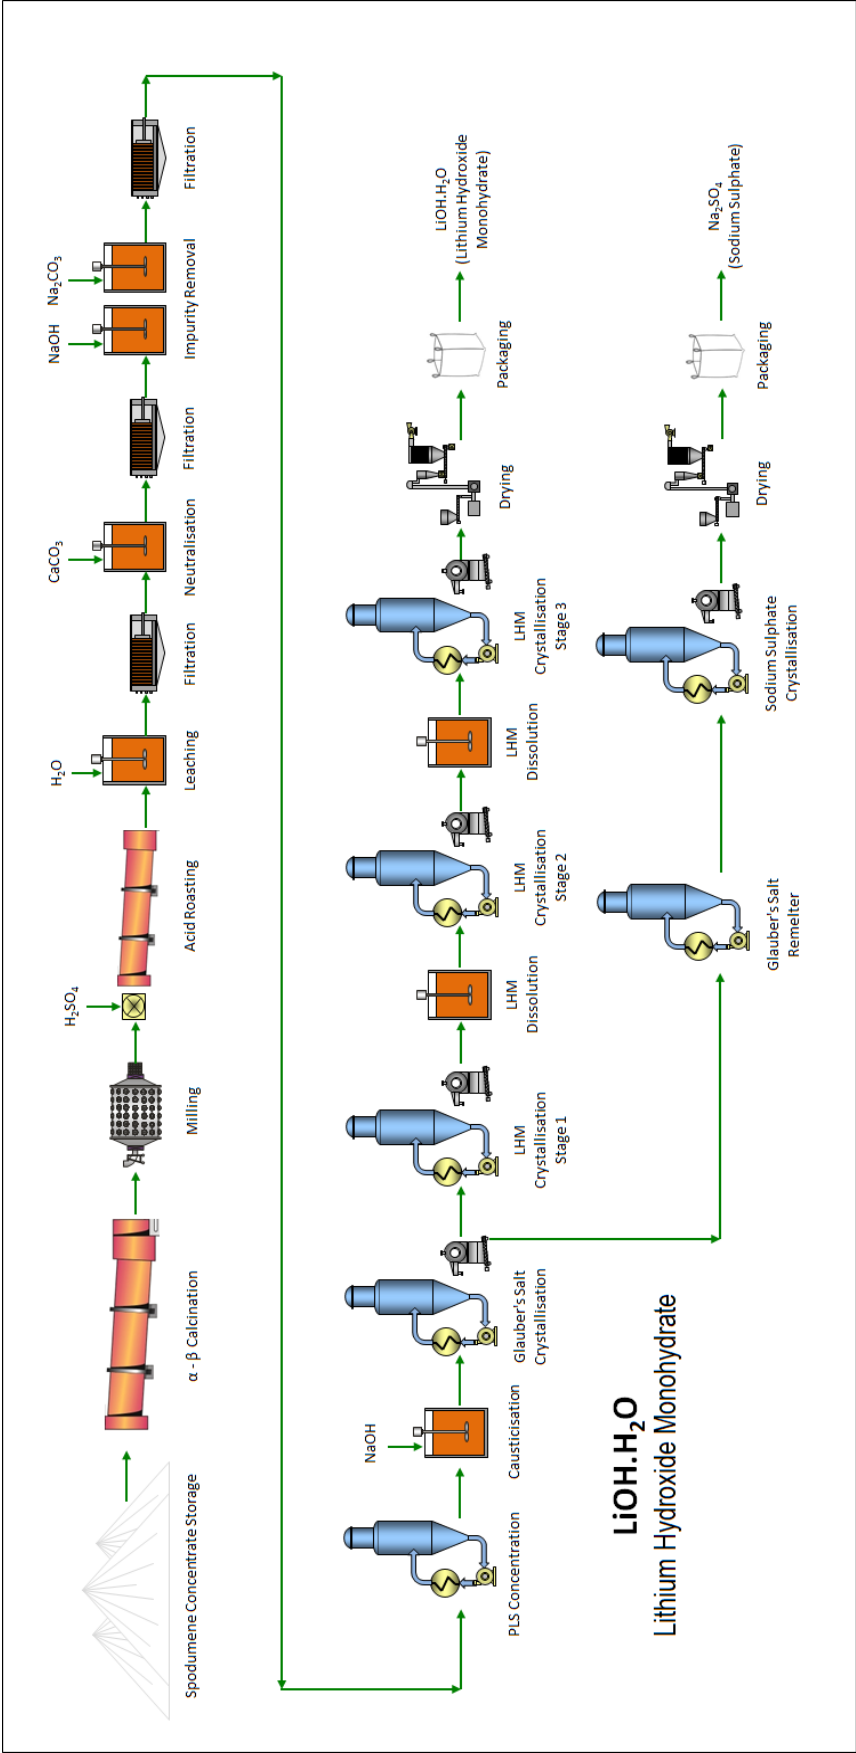 Spodumene Concentrate Storage
α - β Calcination
Milling
H₂SO₄
Acid Roasting
H₂O
Leaching
Filtration
CaCO₃
Neutralisation
Filtration
NaOH
Na₂CO₃
Impurity Removal
Filtration
PLS Concentration
NaOH
Causticisation
Glauber's Salt
Crystallisation
LHM
Crystallisation
Stage 1
LHM
Dissolution
LHM
Crystallisation
Stage 2
LHM
Dissolution
LHM
Crystallisation
Stage 3
Drying
Packaging
LiOH.H₂O
(Lithium Hydroxide
Monohydrate)
Glauber's Salt
Remelter
Sodium Sulphate
Crystallisation
Drying
Packaging
Na₂SO₄
(Sodium Sulphate)
LiOH.H₂O
Lithium Hydroxide Monohydrate